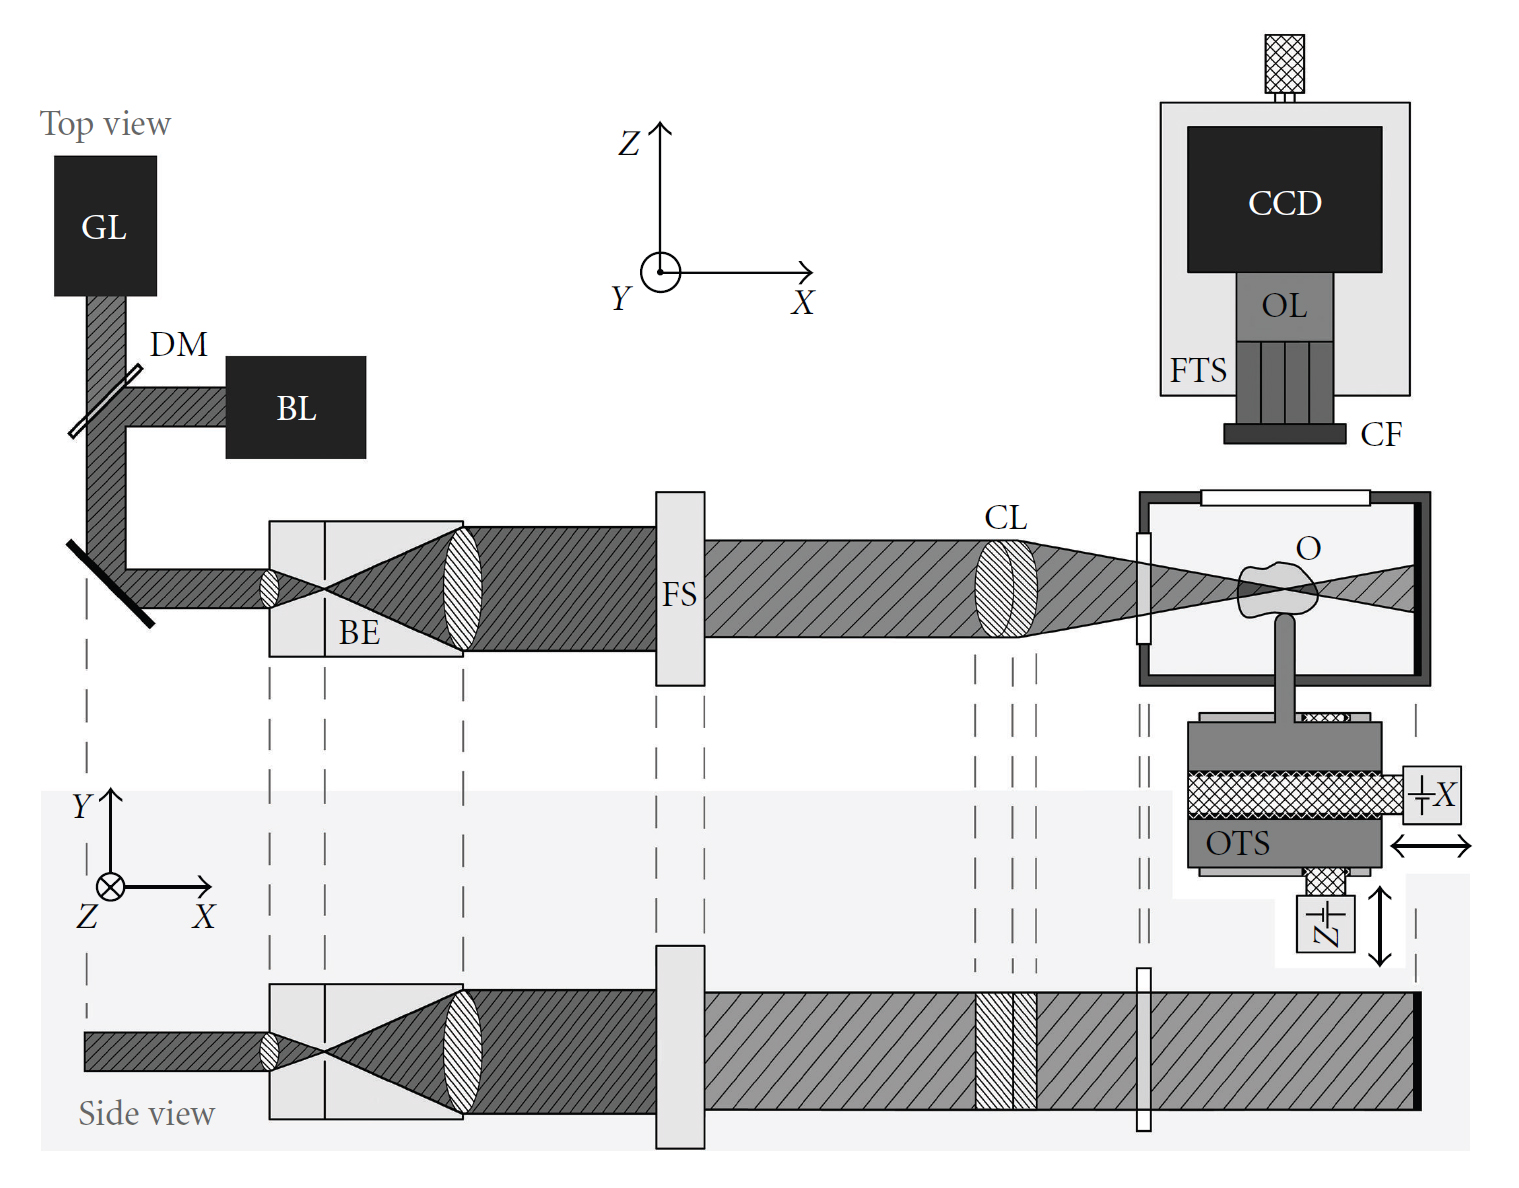 Top view
GL
DM
BL
Z
Y
X
CCD
OL
FTS
CF
CL
O
FS
BE
X
OTS
Z
Y
Z
X
Side view